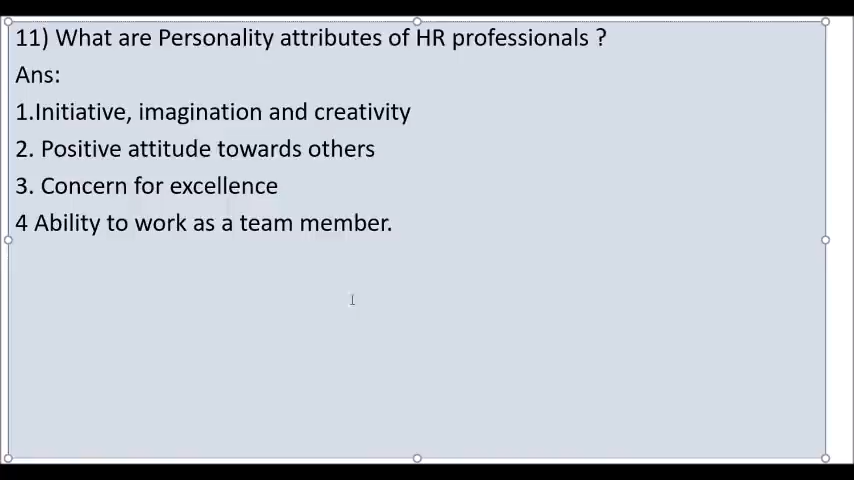 11) What are Personality attributes of HR professionals ?
Ans:
1.Initiative, imagination and creativity
2. Positive attitude towards others
3. Concern for excellence
4 Ability to work as a team member.